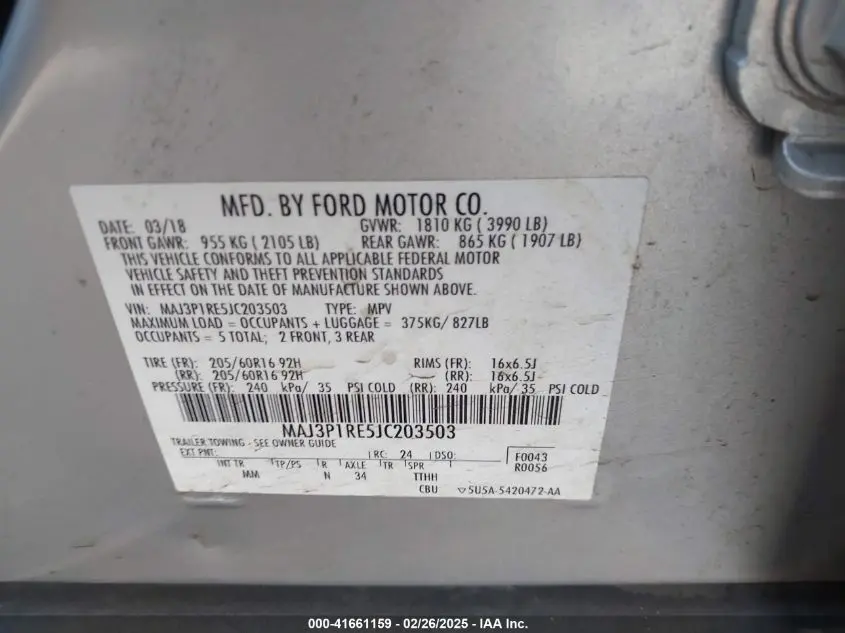 MFD. BY FORD MOTOR CO.
DATE: 03/18 GVWR: 1810 KG ( 3990 LB)
FRONT GAWR: 955 KG ( 2105 LB) REAR GAWR: 865 KG ( 1907 LB)
THIS VEHICLE CONFORMS TO ALL APPLICABLE FEDERAL MOTOR
VEHICLE SAFETY AND THEFT PREVENTION STANDARDS
IN EFFECT ON THE DATE OF MANUFACTURE SHOWN ABOVE.
VIN: MAJ3P1RE5JC203503 TYPE: MPV
MAXIMUM LOAD = OCCUPANTS + LUGGAGE = 375KG/ 827LB
OCCUPANTS = 5 TOTAL; 2 FRONT, 3 REAR
TIRE (FR): 205/60R16 92H RIMS (FR): 16x6.5J
(RR): 205/60R16 92H (RR): 16x6.5J
PRESSURE (FR): 240 kPa/ 35 PSI COLD (RR): 240 kPa/ 35 PSI COLD
MAJ3P1RE5JC203503
TRAILER TOWING - SEE OWNER GUIDE
EXT PNT: RC: 24 DSO: F0043
R0056
INT TR TP/PS R AXLE TR SPR
MM N 34 TTHH
CBU SU5A-5420472-AA
000-41661159 - 02/26/2025 - IAA Inc.